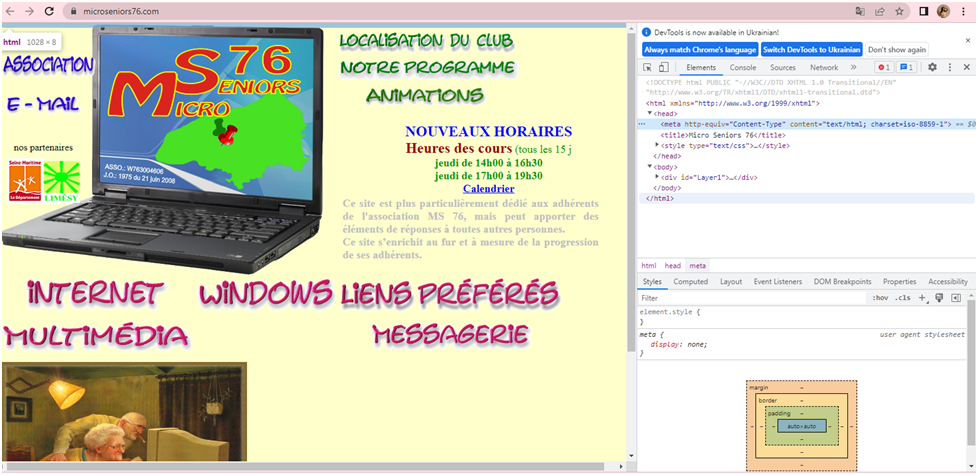 microseniors76.com
html 1028 × 8
ASSOCIATION
E - MAIL
nos partenaires
Seine-Maritime
Le Département
LIMÉSY
MS 76
MICRO SENIORS
ASSO.: W763004606
J.O.: 1975 du 21 juin 2008
LOCALISATION DU CLUB
NOTRE PROGRAMME
ANIMATIONS
NOUVEAUX HORAIRES
Heures des cours (tous les 15 j
jeudi de 14h00 à 16h30
jeudi de 17h00 à 19h30
Calendrier
Ce site est plus particulièrement dédié aux adhérents
de l'association MS 76, mais peut apporter des
éléments de réponses à toutes autres personnes.
Ce site s’enrichit au fur et à mesure de la progression
de ses adhérents.
INTERNET
WINDOWS
LIENS PRÉFÉRÉS
MULTIMÉDIA
MESSAGERIE
DevTools is now available in Ukrainian!
Always match Chrome's language
Switch DevTools to Ukrainian
Don't show again
Elements
Console
Sources
Network
»
1
1
<!DOCTYPE html PUBLIC "-//W3C//DTD XHTML 1.0 Transitional//EN"
"http://www.w3.org/TR/xhtml1/DTD/xhtml1-transitional.dtd">
<html xmlns="http://www.w3.org/1999/xhtml">
<head>
<meta http-equiv="Content-Type" content="text/html; charset=iso-8859-1"> == $0
<title>Micro Seniors 76</title>
<style type="text/css">…</style>
</head>
<body>
<div id="Layer1">…</div>
</body>
</html>
html
head
meta
Styles
Computed
Layout
Event Listeners
DOM Breakpoints
Properties
Accessibility
Filter
:hov
.cls
+
element.style {
}
meta {
user agent stylesheet
display: none;
}
margin
border
padding
auto×auto